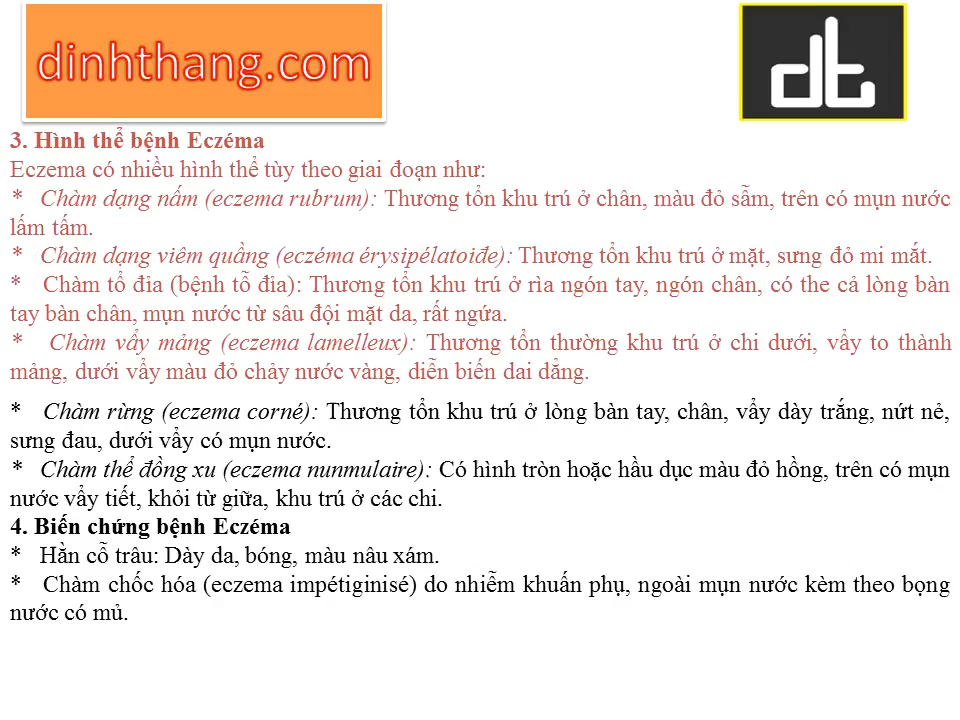 dinhthang.com
dt
3. Hình thể bệnh Eczéma
Eczema có nhiều hình thể tùy theo giai đoạn như:
* Chàm dạng nấm (eczema rubrum): Thương tổn khu trú ở chân, màu đỏ sẫm, trên có mụn nước
lấm tấm.
* Chàm dạng viêm quầng (eczéma érysipélatoiđe): Thương tổn khu trú ở mặt, sưng đỏ mi mắt.
* Chàm tổ đỉa (bệnh tỗ đỉa): Thương tổn khu trú ở rìa ngón tay, ngón chân, có the cả lòng bàn
tay bàn chân, mụn nước từ sâu đội mặt da, rất ngứa.
* Chàm vẩy mảng (eczema lamelleux): Thương tổn thường khu trú ở chi dưới, vẩy to thành
mảng, dưới vẩy màu đỏ chảy nước vàng, diễn biến dai dẳng.
* Chàm rừng (eczema corné): Thương tổn khu trú ở lòng bàn tay, chân, vẩy dày trắng, nứt nẻ,
sưng đau, dưới vẩy có mụn nước.
* Chàm thể đồng xu (eczema nunmulaire): Có hình tròn hoặc hầu dục màu đỏ hồng, trên có mụn
nước vẩy tiết, khỏi từ giữa, khu trú ở các chi.
4. Biến chứng bệnh Eczéma
* Hằn cỗ trâu: Dày da, bóng, màu nâu xám.
* Chàm chốc hóa (eczema impétiginisé) do nhiễm khuấn phụ, ngoài mụn nước kèm theo bọng
nước có mủ.